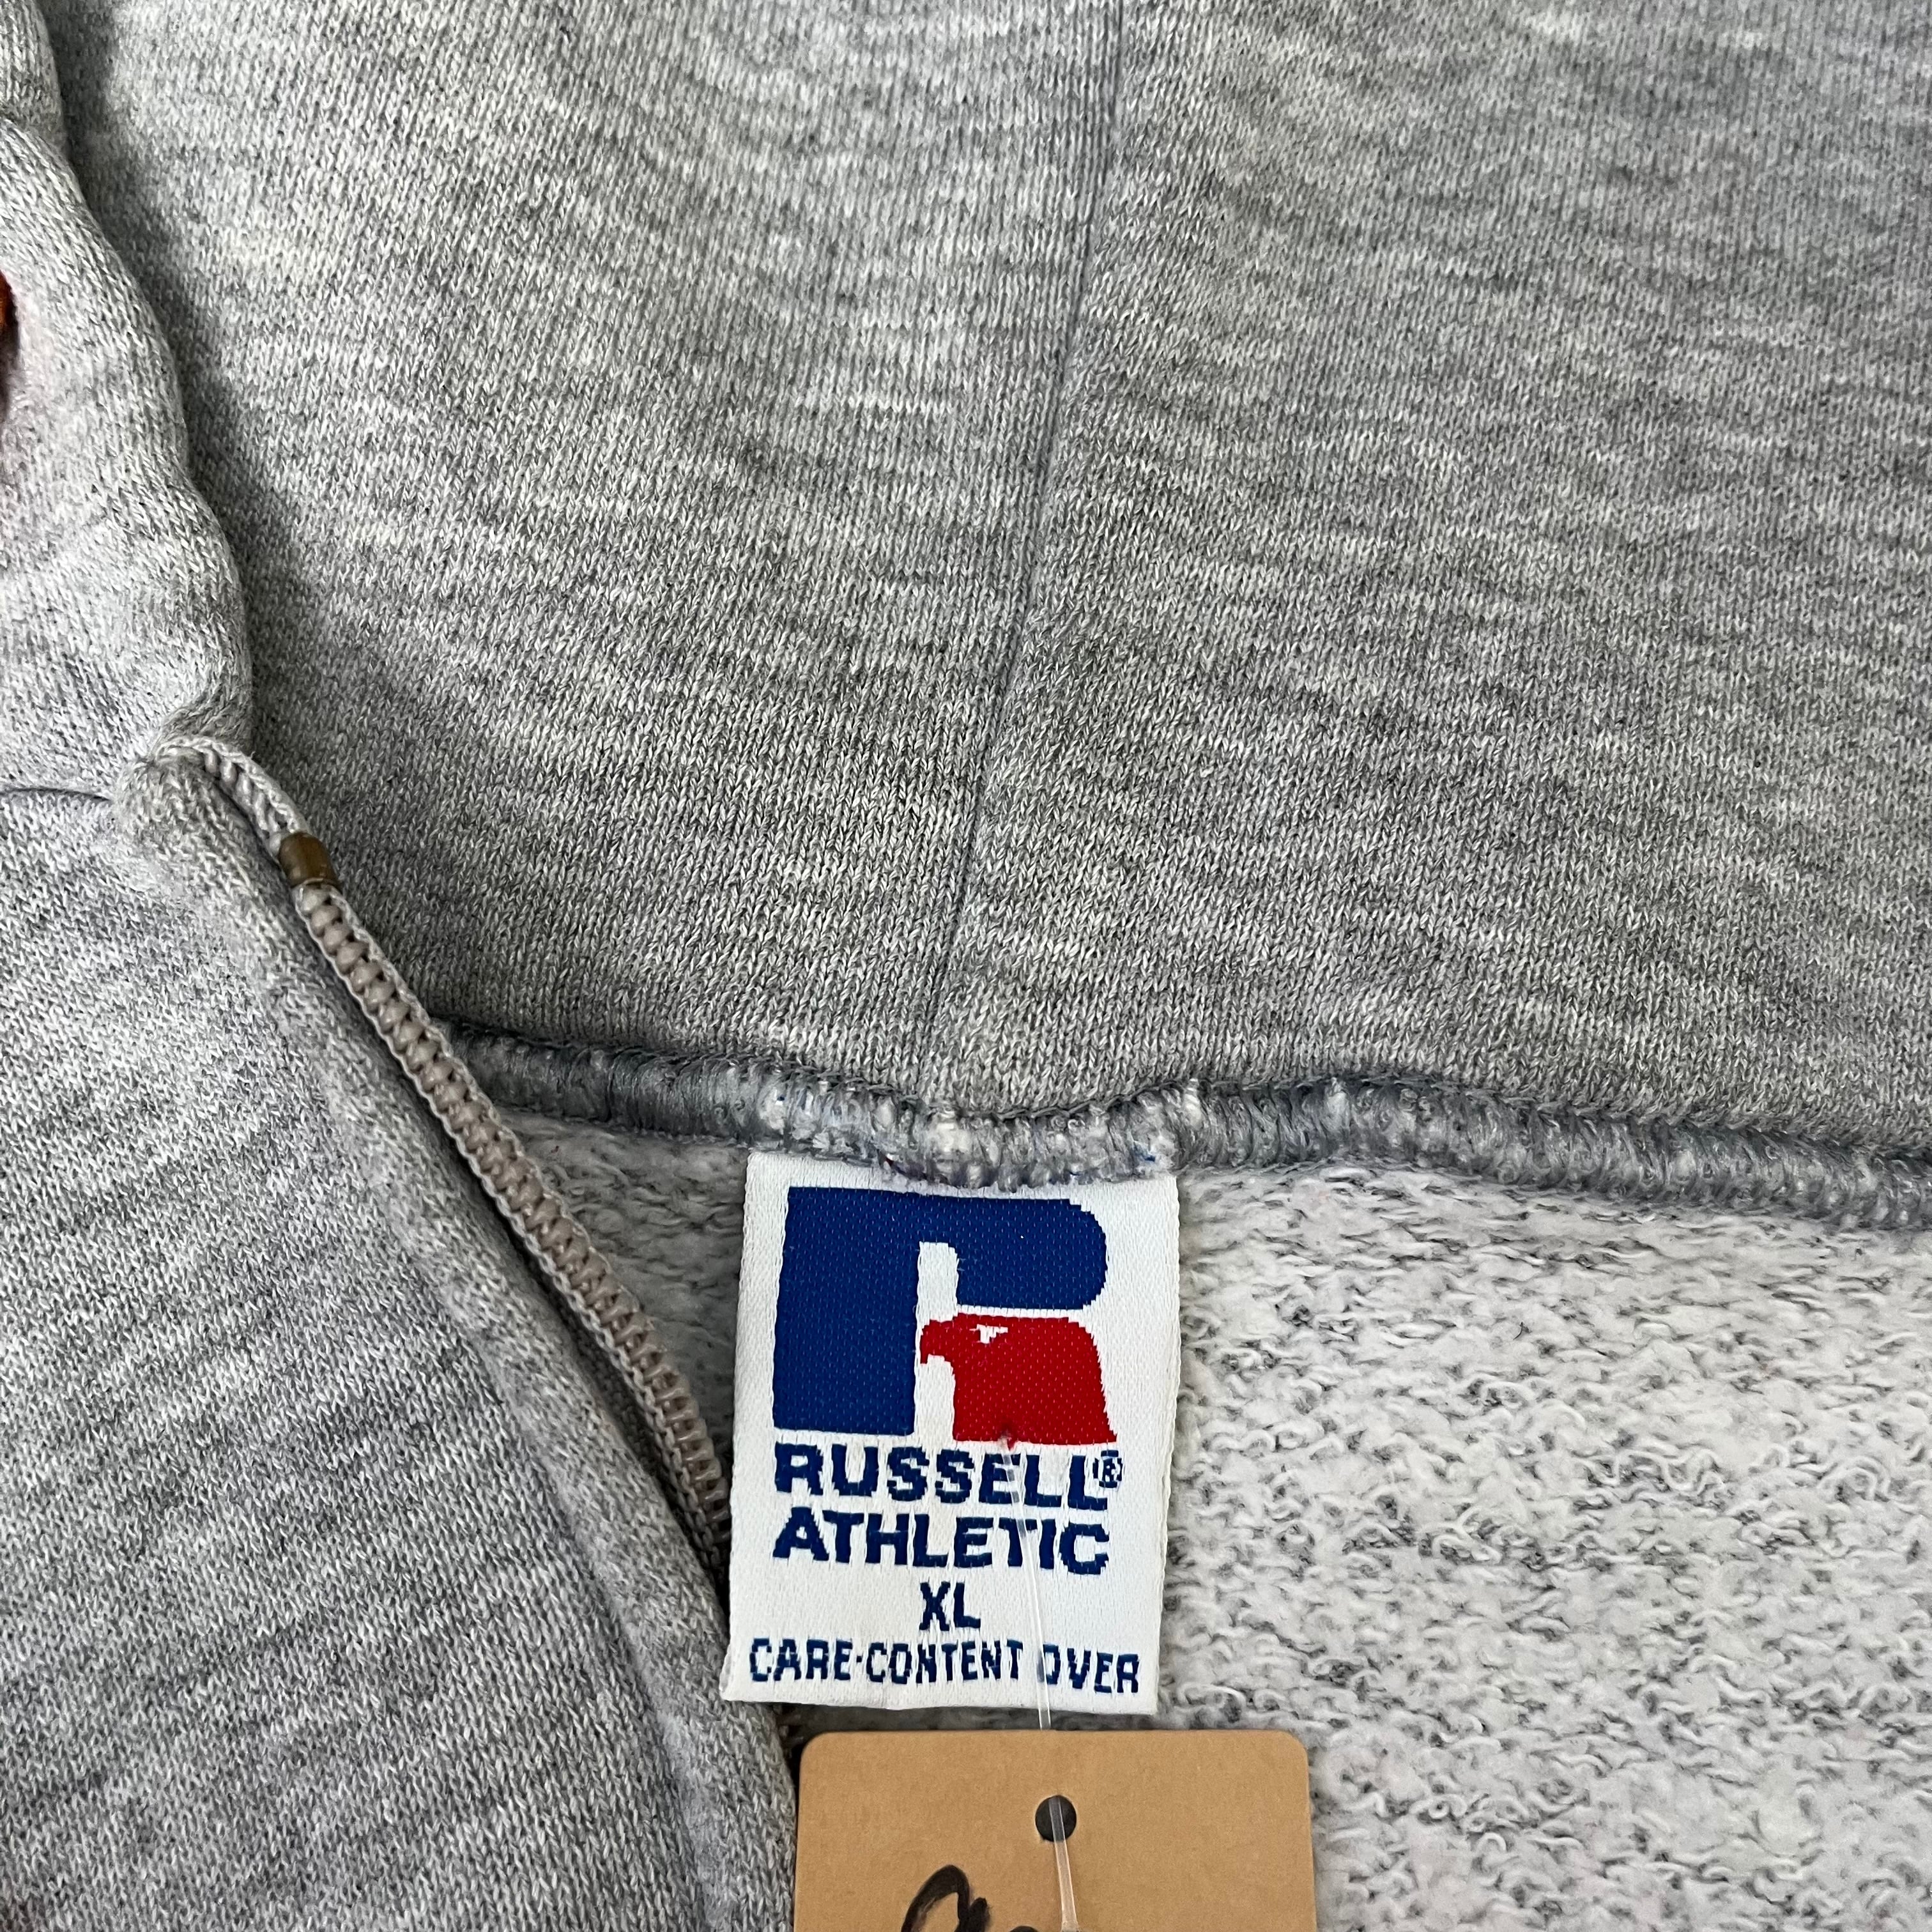 RUSSELL®
ATHLETIC
XL
CARE·CONTENT OVER